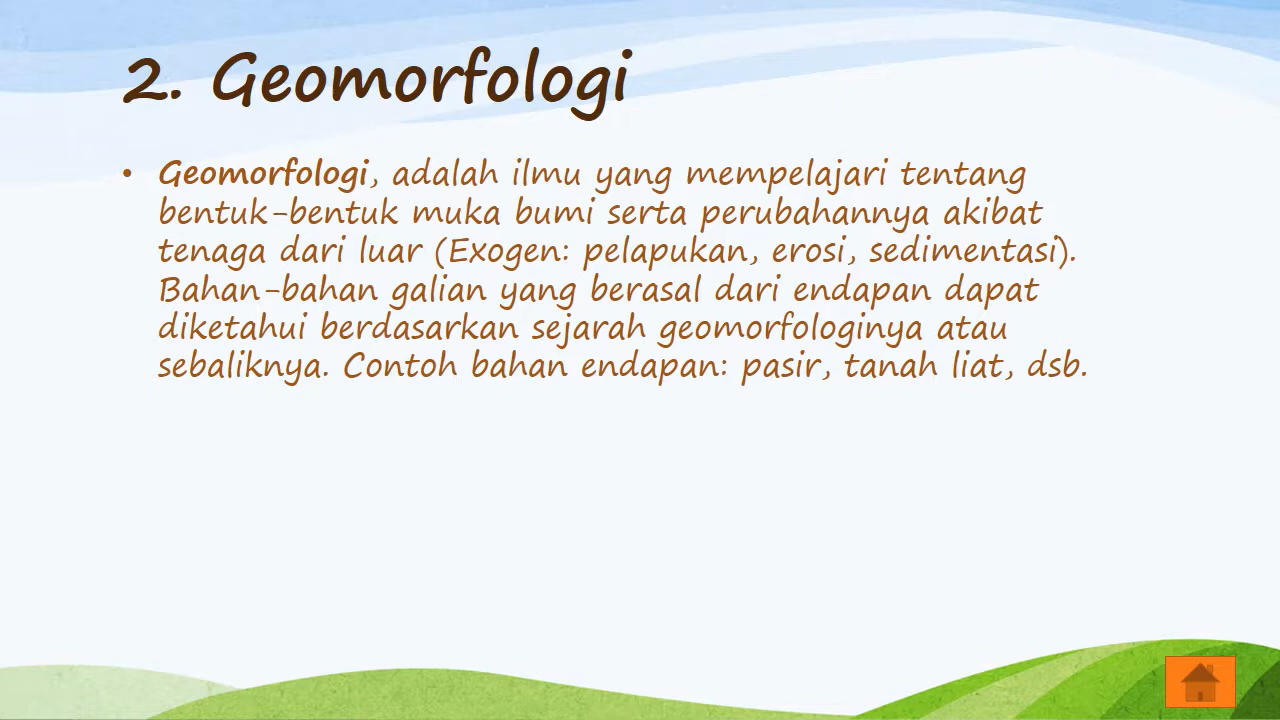 2. Geomorfologi
• Geomorfologi, adalah ilmu yang mempelajari tentang
bentuk-bentuk muka bumi serta perubahannya akibat
tenaga dari luar (Exogen: pelapukan, erosi, sedimentasi).
Bahan-bahan galian yang berasal dari endapan dapat
diketahui berdasarkan sejarah geomorfologinya atau
sebaliknya. Contoh bahan endapan: pasir, tanah liat, dsb.